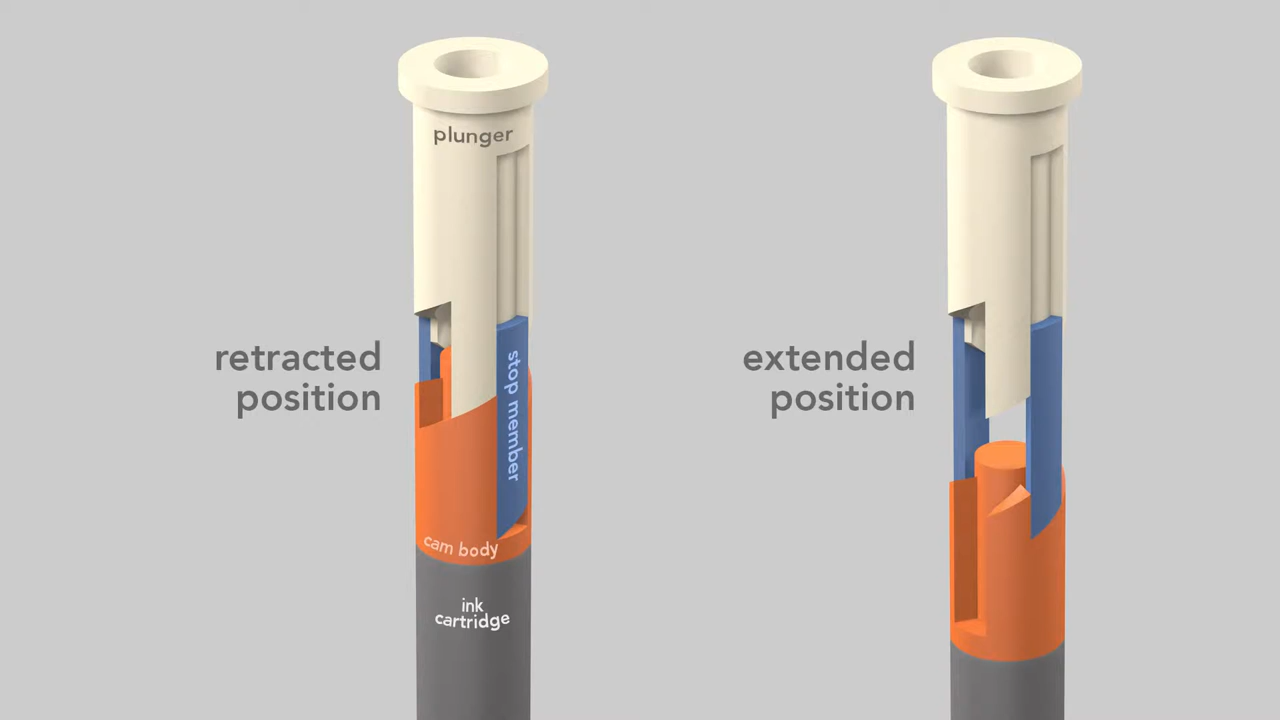 plunger
retracted
position
stop member
cam body
ink
cartridge
extended
position